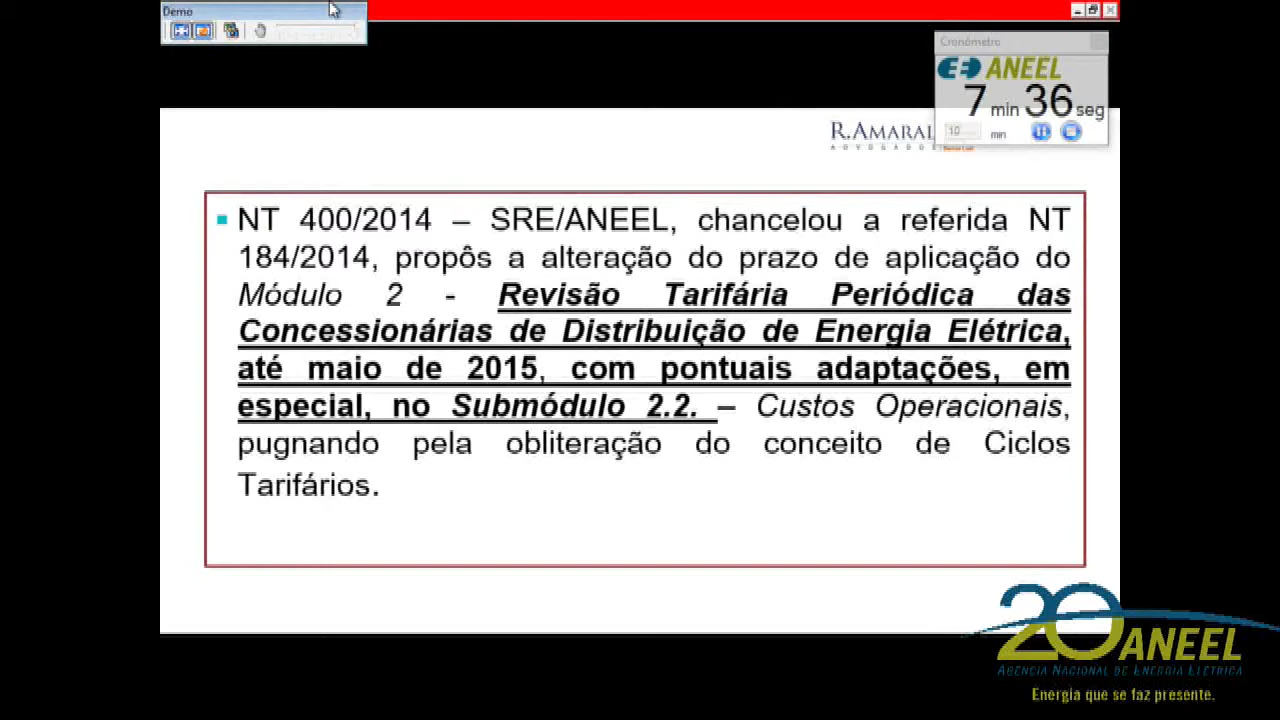 Demo
Cronómetro
ANEEL
7 min 36 seg
10 min
R.AMARAL
ADVOGADOS
NT 400/2014 – SRE/ANEEL, chancelou a referida NT
184/2014, propôs a alteração do prazo de aplicação do
Módulo 2 - Revisão Tarifária Periódica das
Concessionárias de Distribuição de Energia Elétrica,
até maio de 2015, com pontuais adaptações, em
especial, no Submódulo 2.2. – Custos Operacionais,
pugnando pela obliteração do conceito de Ciclos
Tarifários.
20 ANEEL
AGÊNCIA NACIONAL DE ENERGIA ELÉTRICA
Energia que se faz presente.